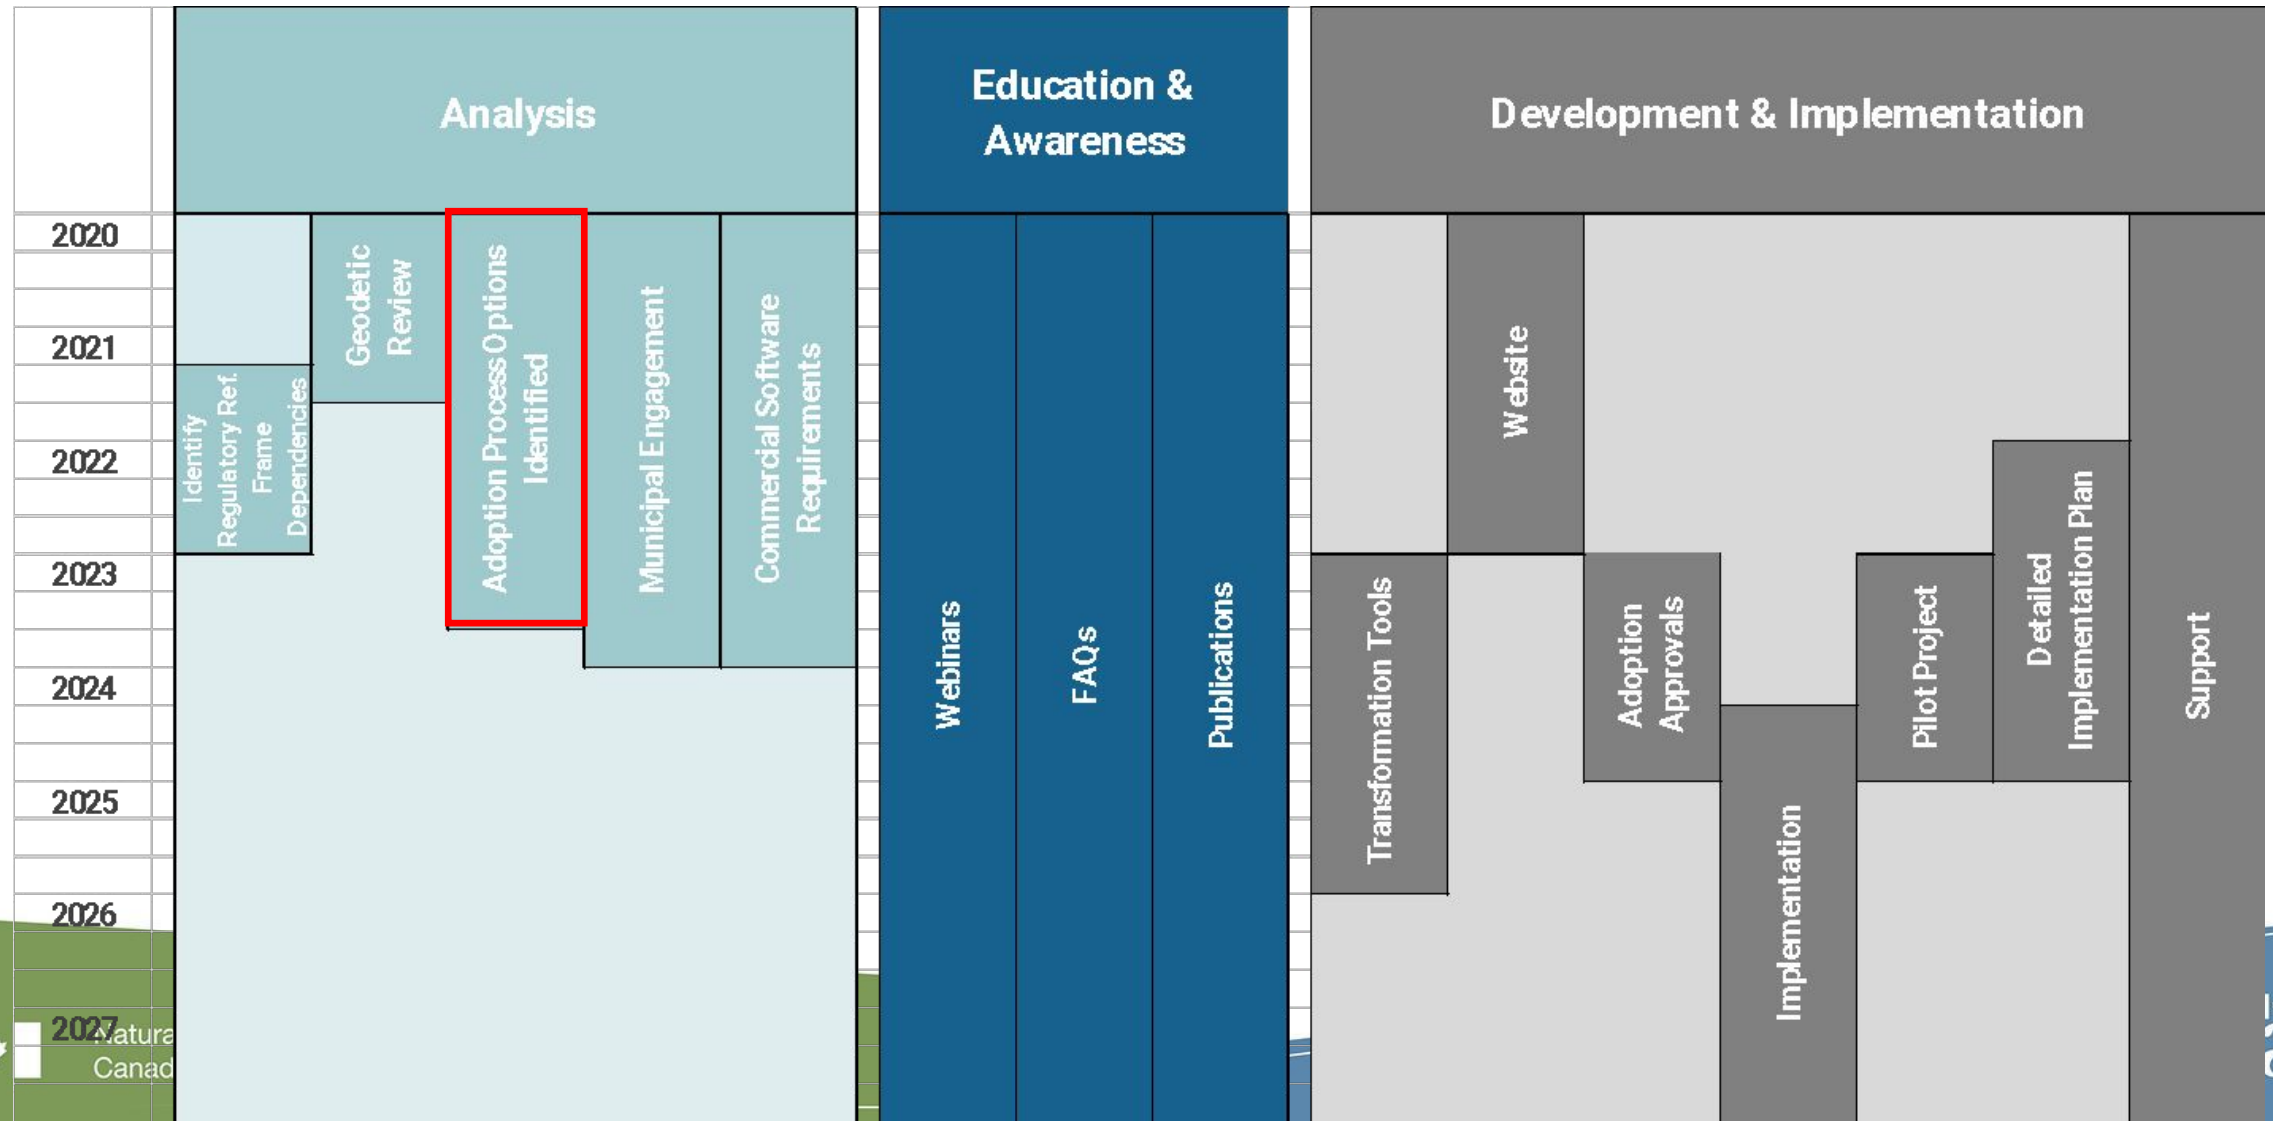 Analysis
Education &
Awareness
Development & Implementation
2020
2021
2022
2023
2024
2025
2026
2027
Identify
Regulatory Ref.
Frame
Dependencies
Geodetic
Review
Adoption Process Options
Identified
Municipal Engagement
Commercial Software
Requirements
Webinars
FAQs
Publications
Transformation Tools
Website
Adoption
Approvals
Implementation
Pilot Project
Detailed
Implementation Plan
Support
Natura
Canad